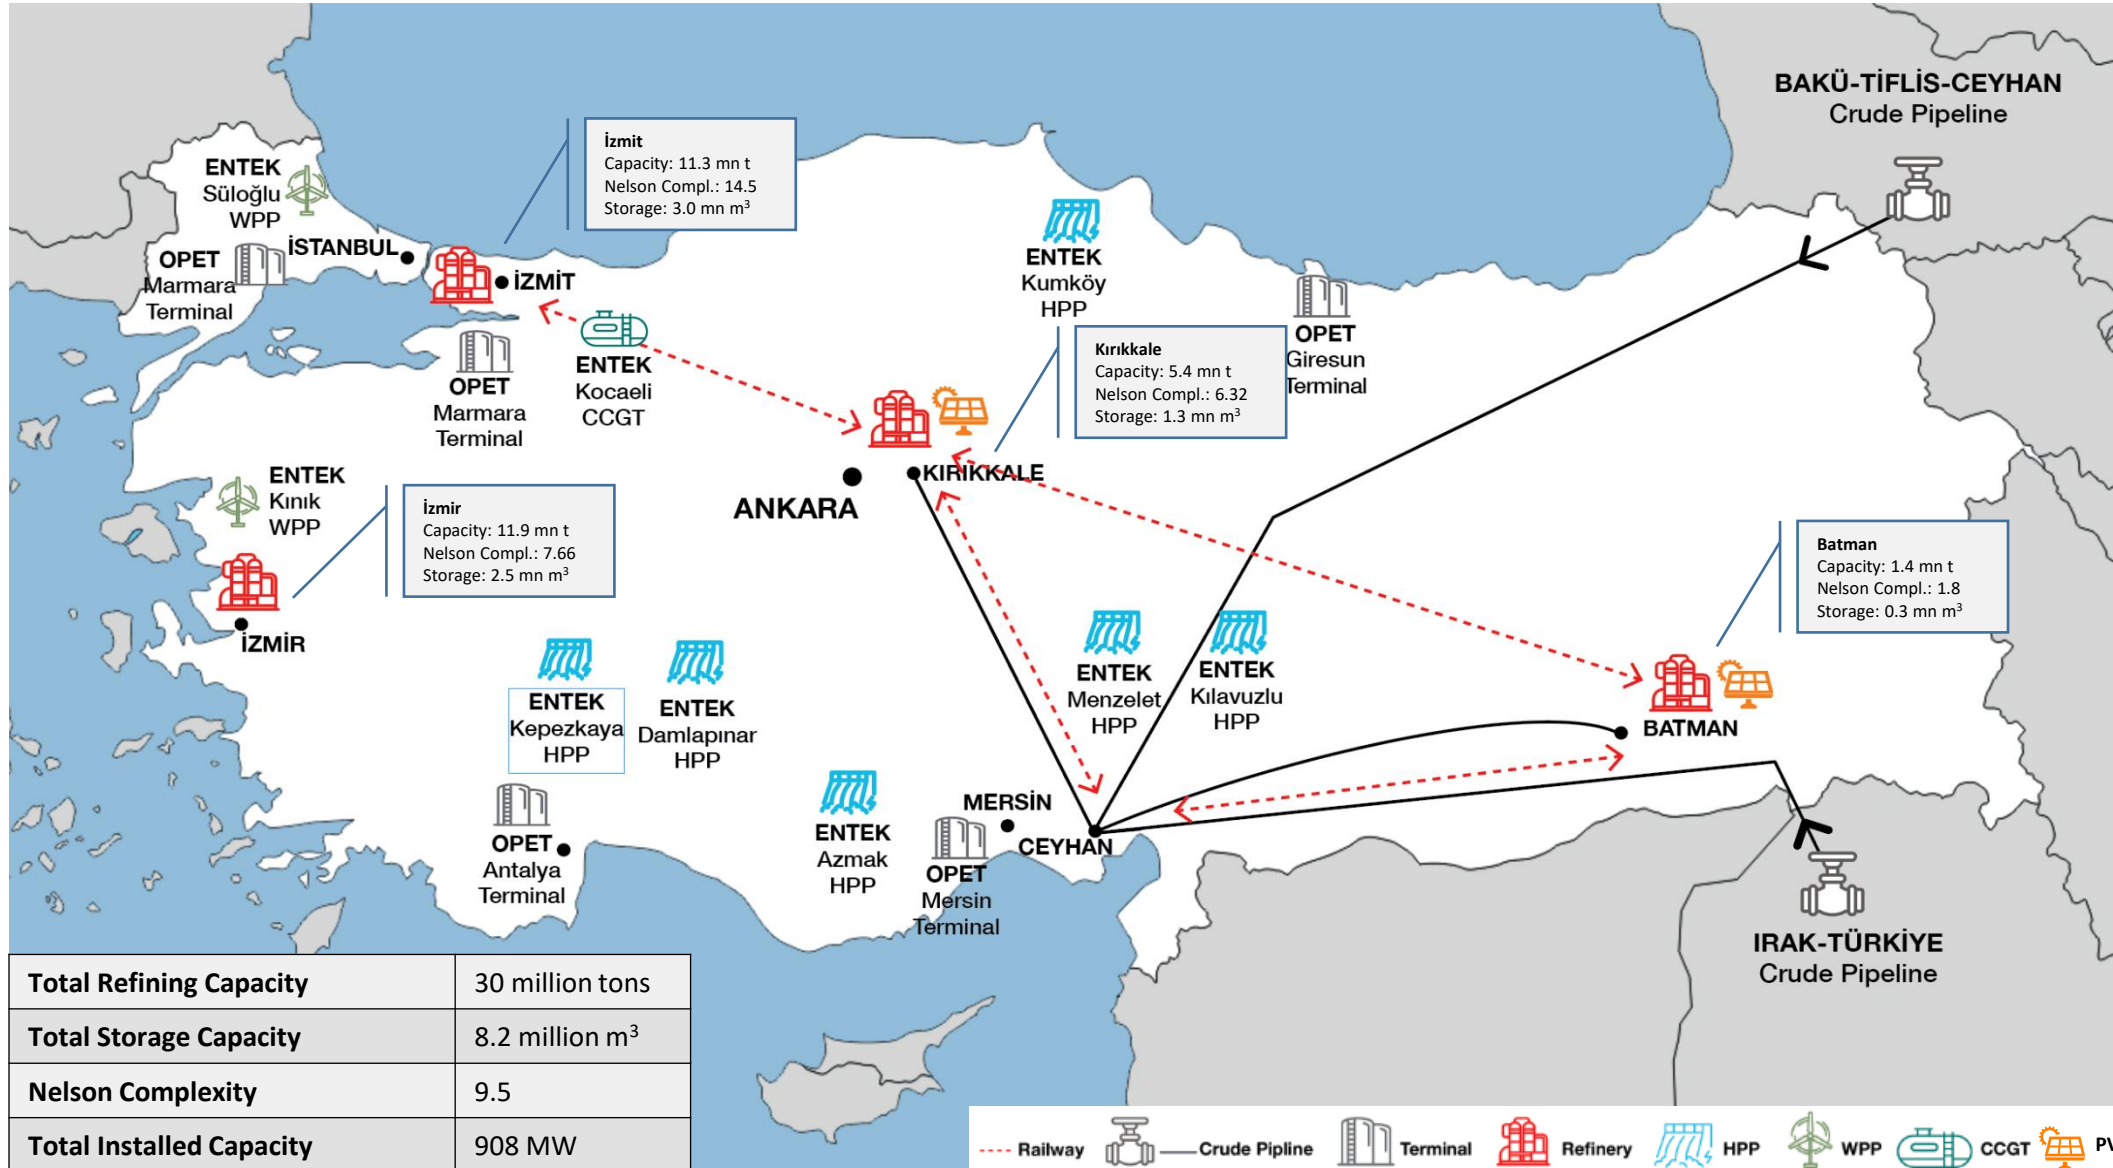 BAKÜ-TİFLİS-CEYHAN
Crude Pipeline
İzmit
Capacity: 11.3 mn t
Nelson Compl.: 14.5
Storage: 3.0 mn m³
ENTEK
Süloğlu
WPP
İSTANBUL
OPET
Marmara
Terminal
İZMİT
ENTEK
Kumköy
HPP
OPET
Giresun
Terminal
Kırıkkale
Capacity: 5.4 mn t
Nelson Compl.: 6.32
Storage: 1.3 mn m³
OPET
Marmara
Terminal
ENTEK
Kocaeli
CCGT
KIRIKKALE
ANKARA
ENTEK
Kınık
WPP
İzmir
Capacity: 11.9 mn t
Nelson Compl.: 7.66
Storage: 2.5 mn m³
İZMİR
Batman
Capacity: 1.4 mn t
Nelson Compl.: 1.8
Storage: 0.3 mn m³
ENTEK
Kepezkaya
HPP
ENTEK
Damlapınar
HPP
ENTEK
Menzelet
HPP
ENTEK
Kılavuzlu
HPP
BATMAN
OPET
Antalya
Terminal
ENTEK
Azmak
HPP
MERSİN
CEYHAN
OPET
Mersin
Terminal
IRAK-TÜRKİYE
Crude Pipeline
Total Refining Capacity 30 million tons
Total Storage Capacity 8.2 million m³
Nelson Complexity 9.5
Total Installed Capacity 908 MW
Railway Crude Pipline Terminal Refinery HPP WPP CCGT PV